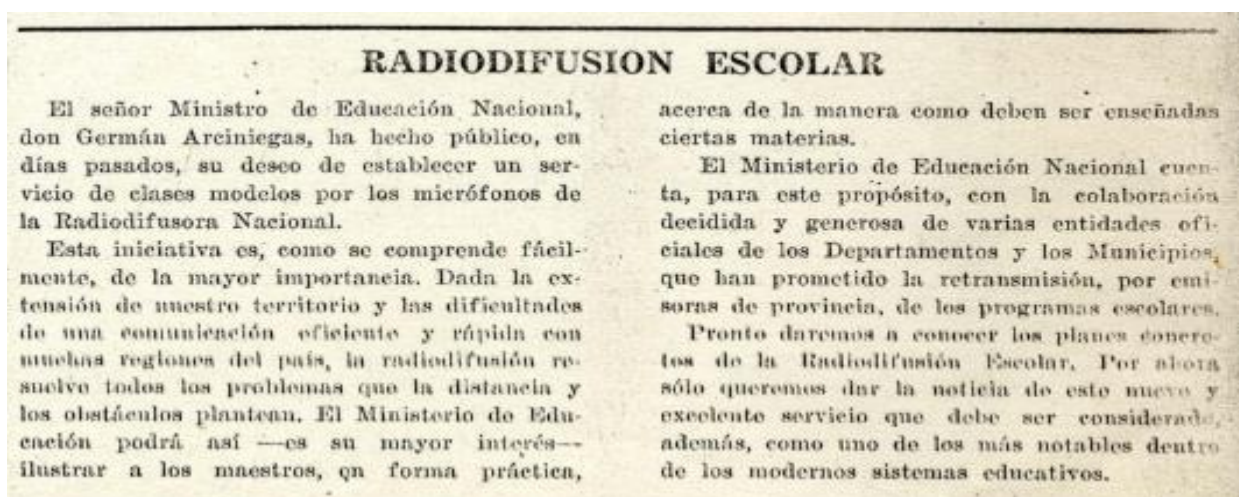 RADIODIFUSION ESCOLAR
El señor Ministro de Educación Nacional,
don Germán Arciniegas, ha hecho público, en
días pasados, su deseo de establecer un ser-
vicio de clases modelos por los micrófonos de
la Radiodifusora Nacional.
Esta iniciativa es, como se comprende fácil-
mente, de la mayor importancia. Dada la ex-
tensión de nuestro territorio y las dificultades
de una comunicación eficiente y rápida con
muchas regiones del país, la radiodifusión re-
suelve todos los problemas que la distancia y
los obstáculos plantean. El Ministerio de Edu-
cación podrá así —es su mayor interés—
ilustrar a los maestros, en forma práctica,
acerca de la manera como deben ser enseñadas
ciertas materias.
El Ministerio de Educación Nacional cuen-
ta, para este propósito, con la colaboración
decidida y generosa de varias entidades ofi-
ciales de los Departamentos y los Municipios,
que han prometido la retransmisión, por emi-
soras de provincia, de los programas escolares.
Pronto daremos a conocer los planes concre-
tos de la Radiodifusión Escolar. Por ahora
sólo queremos dar la noticia de este nuevo y
excelente servicio que debe ser considerado,
además, como uno de los más notables dentro
de los modernos sistemas educativos.